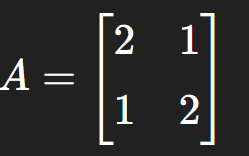 A = [2 1
1 2]